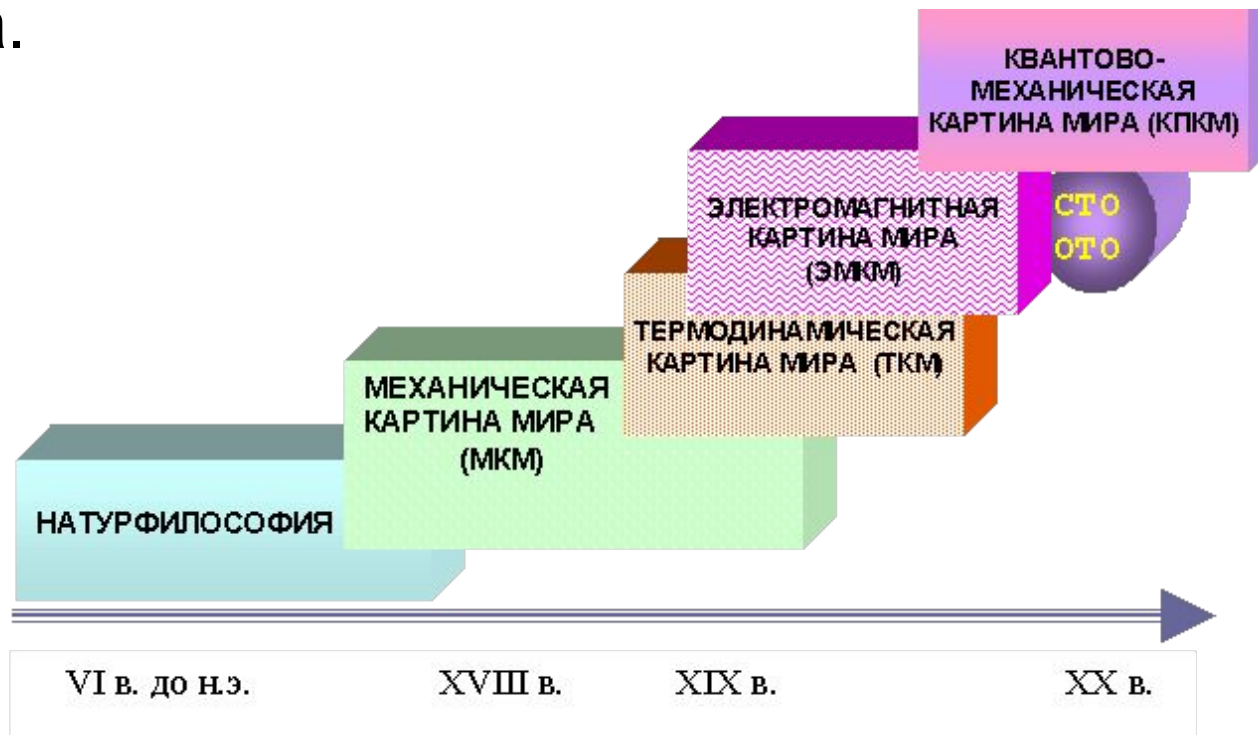 а.
КВАНТОВО-
МЕХАНИЧЕСКАЯ
КАРТИНА МИРА (КПКМ)
ЭЛЕКТРОМАГНИТНАЯ
КАРТИНА МИРА
(ЭМКМ)
СТО
ОТО
ТЕРМОДИНАМИЧЕСКАЯ
КАРТИНА МИРА (ТКМ)
МЕХАНИЧЕСКАЯ
КАРТИНА МИРА
(МКМ)
НАТУРФИЛОСОФИЯ
VI в. до н.э. XVIII в. XIX в. XX в.